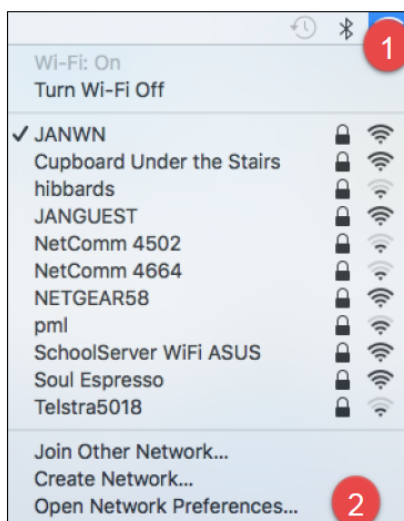 1
Wi-Fi: On
Turn Wi-Fi Off
JANWN
Cupboard Under the Stairs
hibbards
JANGUEST
NetComm 4502
NetComm 4664
NETGEAR58
pml
SchoolServer WiFi ASUS
Soul Espresso
Telstra5018
Join Other Network...
Create Network...
Open Network Preferences...
2